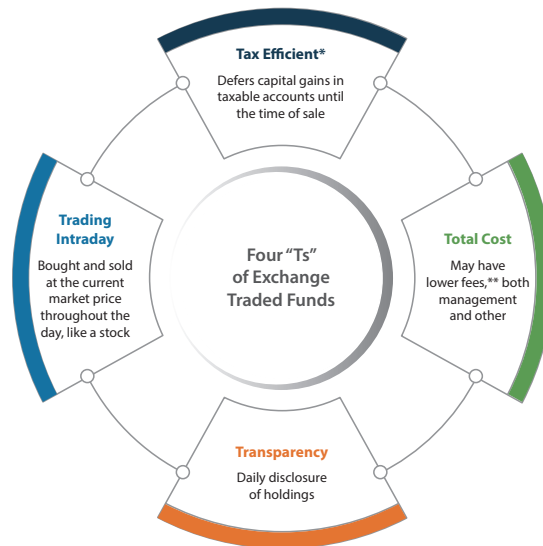 Tax Efficient*
Defers capital gains in
taxable accounts until
the time of sale
Trading
Intraday
Bought and sold
at the current
market price
throughout the
day, like a stock
Four “Ts”
of Exchange
Traded Funds
Total Cost
May have
lower fees,** both
management
and other
Transparency
Daily disclosure
of holdings